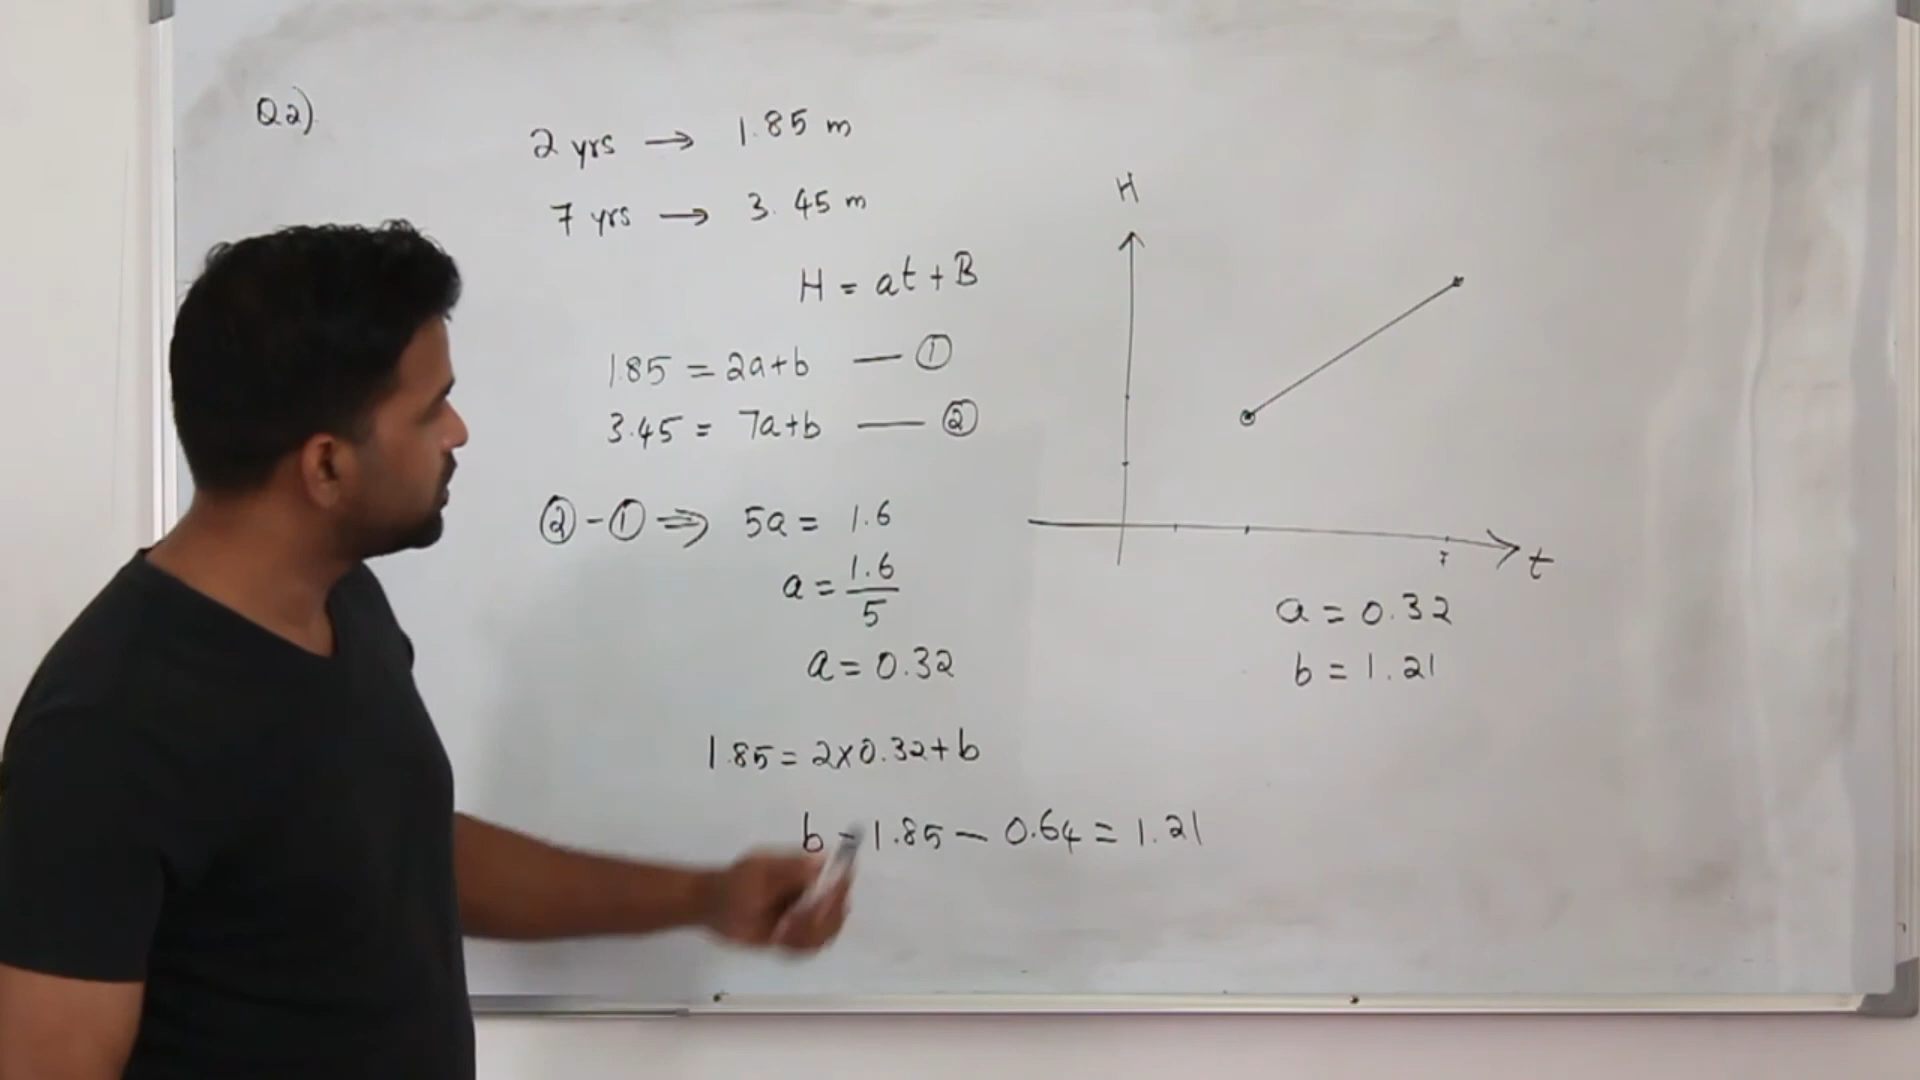 Q2)
2 yrs → 1.85 m
7 yrs → 3.45 m
H = at + B
1.85 = 2a+b — ①
3.45 = 7a+b — ②
② - ① ⇒ 5a = 1.6
a = 1.6/5
a = 0.32
1.85 = 2x0.32+b
b = 1.85 - 0.64 = 1.21
H
7
t
a = 0.32
b = 1.21